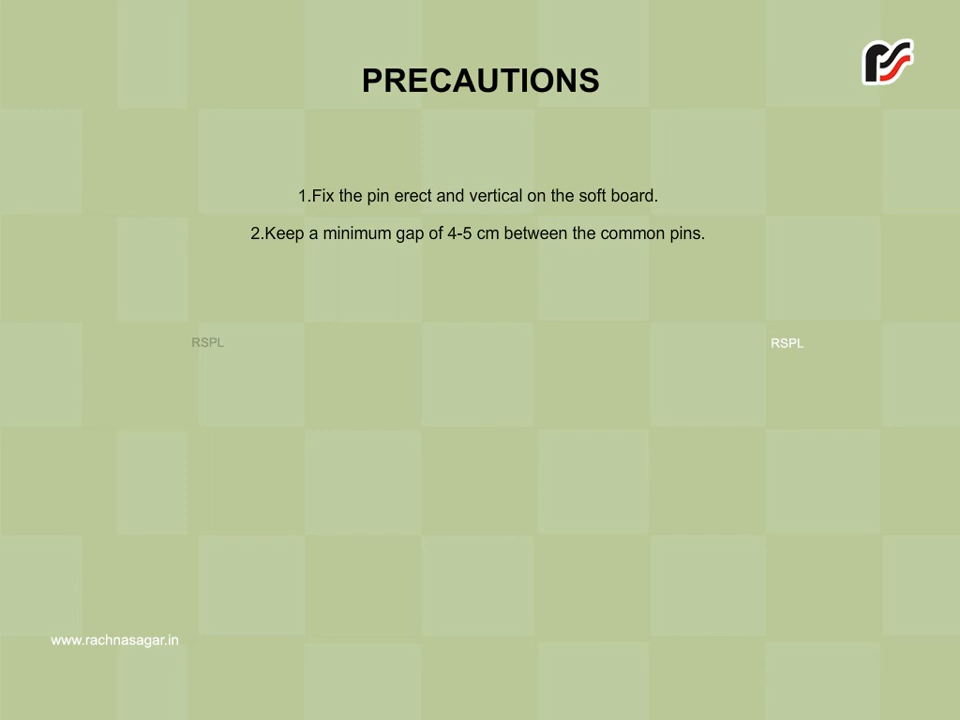 PRECAUTIONS
1.Fix the pin erect and vertical on the soft board.
2.Keep a minimum gap of 4-5 cm between the common pins.
RSPL
RSPL
www.rachnasagar.in